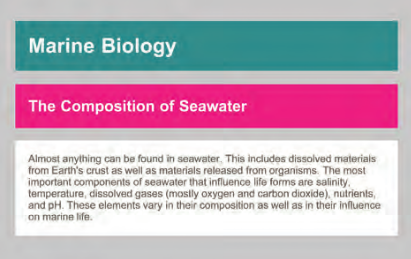 Marine Biology
The Composition of Seawater
Almost anything can be found in seawater. This includes dissolved materials
from Earth's crust as well as materials released from organisms. The most
important components of seawater that influence life forms are salinity,
temperature, dissolved gases (mostly oxygen and carbon dioxide), nutrients,
and pH. These elements vary in their composition as well as in their influence
on marine life.